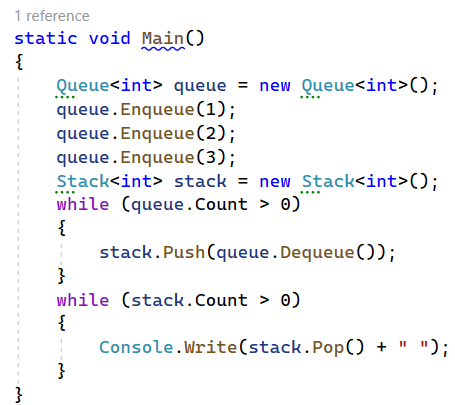 1 reference
static void Main()
{
    Queue<int> queue = new Queue<int>();
    queue.Enqueue(1);
    queue.Enqueue(2);
    queue.Enqueue(3);
    Stack<int> stack = new Stack<int>();
    while (queue.Count > 0)
    {
        stack.Push(queue.Dequeue());
    }
    while (stack.Count > 0)
    {
        Console.Write(stack.Pop() + " ");
    }
}